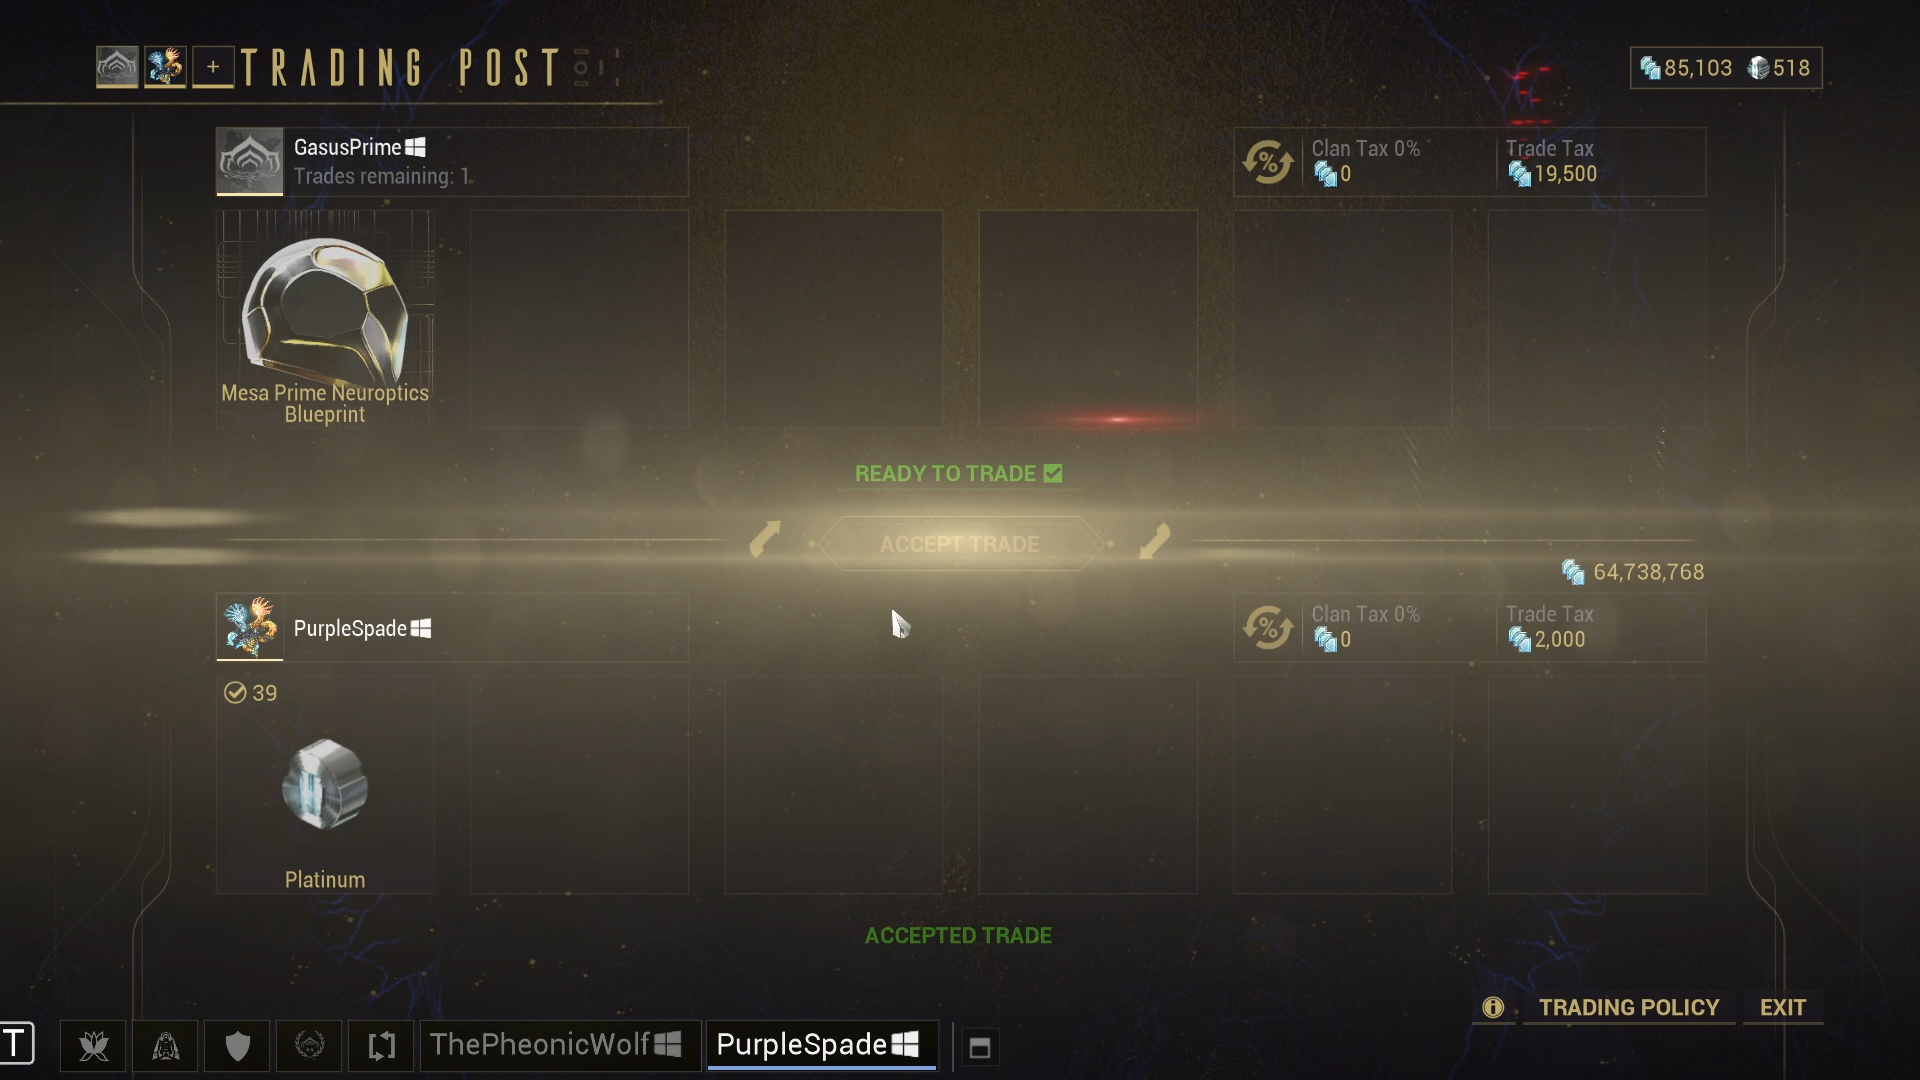 + TRADING POST
85,103 518
GasusPrime
Trades remaining: 1
Clan Tax 0%
0
Trade Tax
19,500
Mesa Prime Neuroptics
Blueprint
READY TO TRADE
ACCEPT TRADE
64,738,768
PurpleSpade
Clan Tax 0%
0
Trade Tax
2,000
39
Platinum
ACCEPTED TRADE
TRADING POLICY EXIT
T ThePheonicWolf PurpleSpade